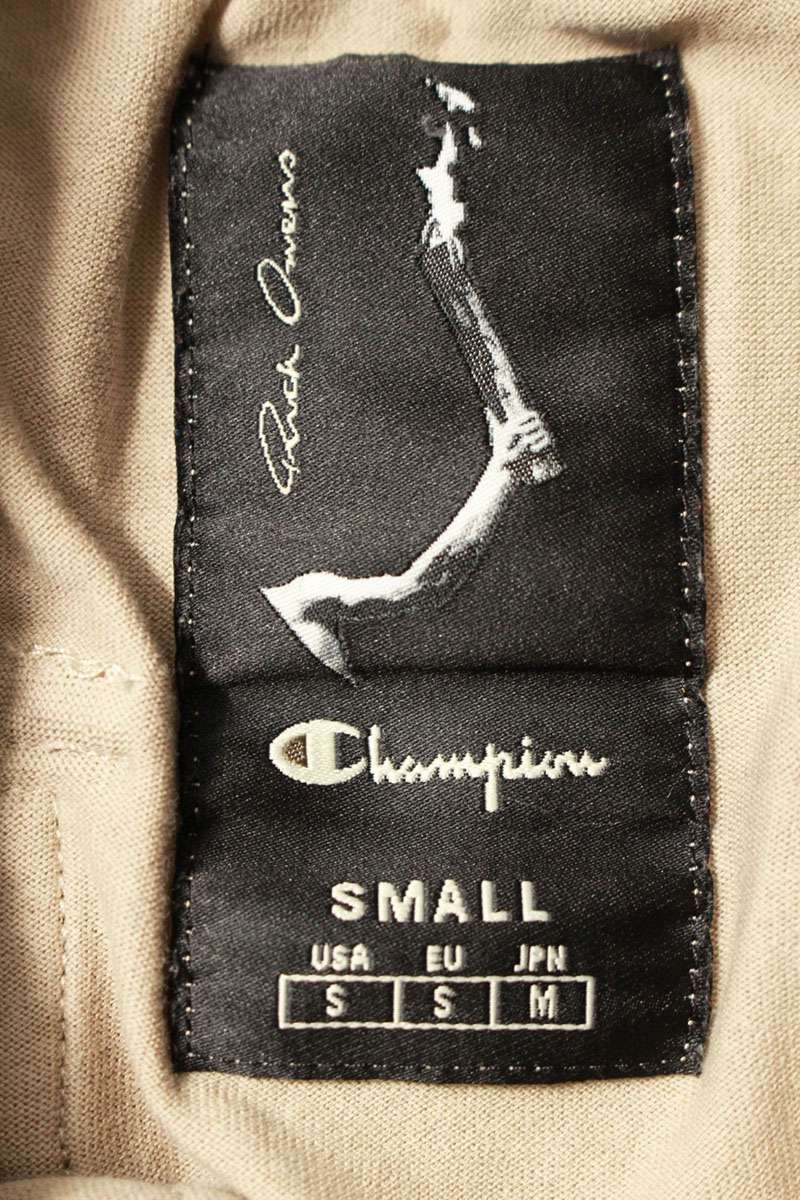 Rick Owens
Champion
SMALL
USA EU JPN
S S M